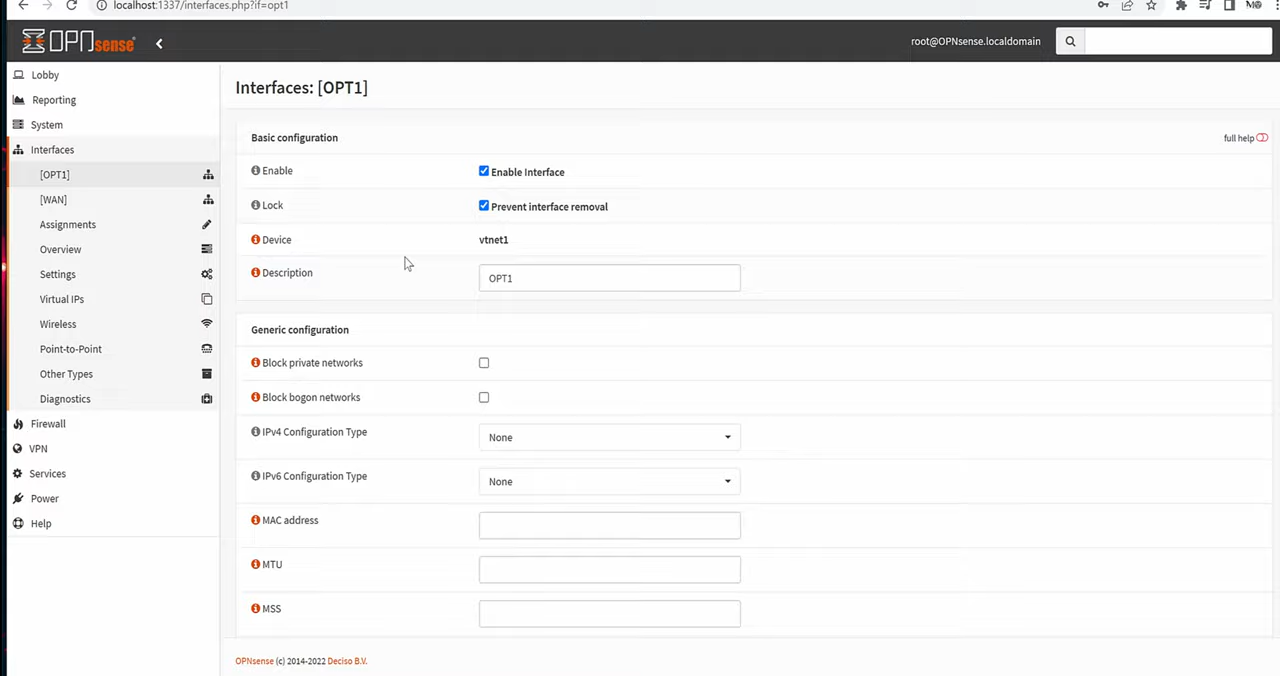 localhost:1337/interfaces.php?if=opt1
OPNsense
root@OPNsense.localdomain
Lobby
Reporting
System
Interfaces
[OPT1]
[WAN]
Assignments
Overview
Settings
Virtual IPs
Wireless
Point-to-Point
Other Types
Diagnostics
Firewall
VPN
Services
Power
Help
Interfaces: [OPT1]
Basic configuration
full help
Enable
Enable Interface
Lock
Prevent interface removal
Device
vtnet1
Description
OPT1
Generic configuration
Block private networks
Block bogon networks
IPv4 Configuration Type
None
IPv6 Configuration Type
None
MAC address
MTU
MSS
OPNsense (c) 2014-2022 Deciso B.V.